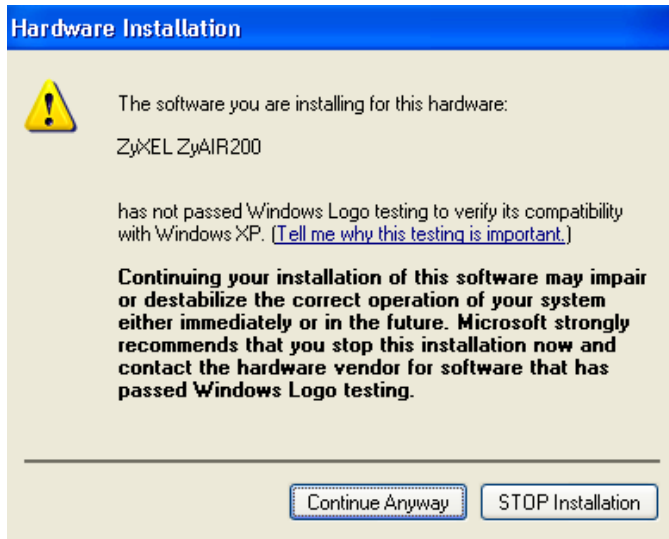 Hardware Installation
The software you are installing for this hardware:
ZyXEL ZyAIR200
has not passed Windows Logo testing to verify its compatibility
with Windows XP. (Tell me why this testing is important.)
Continuing your installation of this software may impair
or destabilize the correct operation of your system
either immediately or in the future. Microsoft strongly
recommends that you stop this installation now and
contact the hardware vendor for software that has
passed Windows Logo testing.
Continue Anyway
STOP Installation